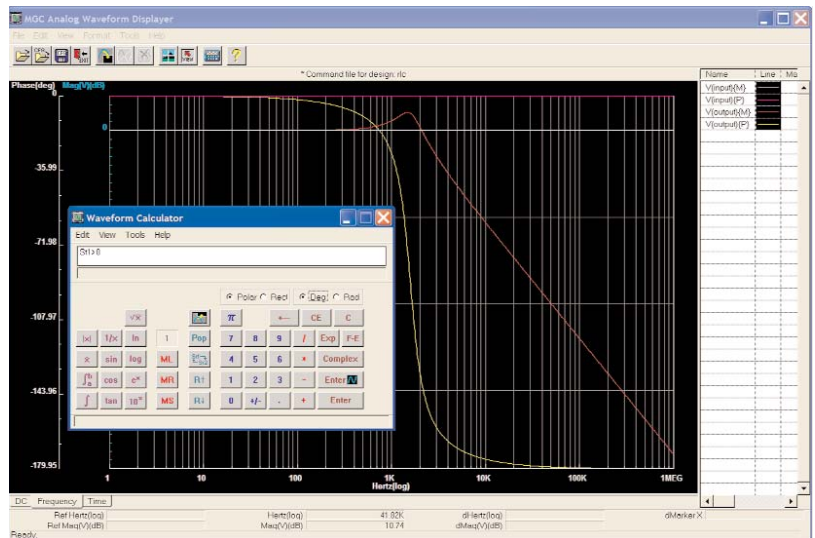 MGC Analog Waveform Displayer
File Edit View Format Tools Help
* Command file for design: rlc
Phase(deg) Mag(V)(dB)
0
0
-35.99
-71.98
-107.97
-143.96
-179.95
1 10 100 1K 10K 100K 1MEG
Hertz(log)
Name Line Ma
V(input){M}
V(input){P}
V(output){M}
V(output){P}
Waveform Calculator
Edit View Tools Help
Polar Rect Deg Rad
√x π ← CE C
|x| 1/x ln 1 Pop 7 8 9 / Exp F-E
x sin log ML 4 5 6 * Complex
∫ba cos eˣ MR R↑ 1 2 3 - Enter
∫ tan 10ˣ MS R↓ 0 +/- . + Enter
DC Frequency Time
Ref Hertz(log) Hertz(log) 41.02K dHertz(log) dMarker X
Ref Mag(V)(dB) Mag(V)(dB) 10.74 dMag(V)(dB)
Ready